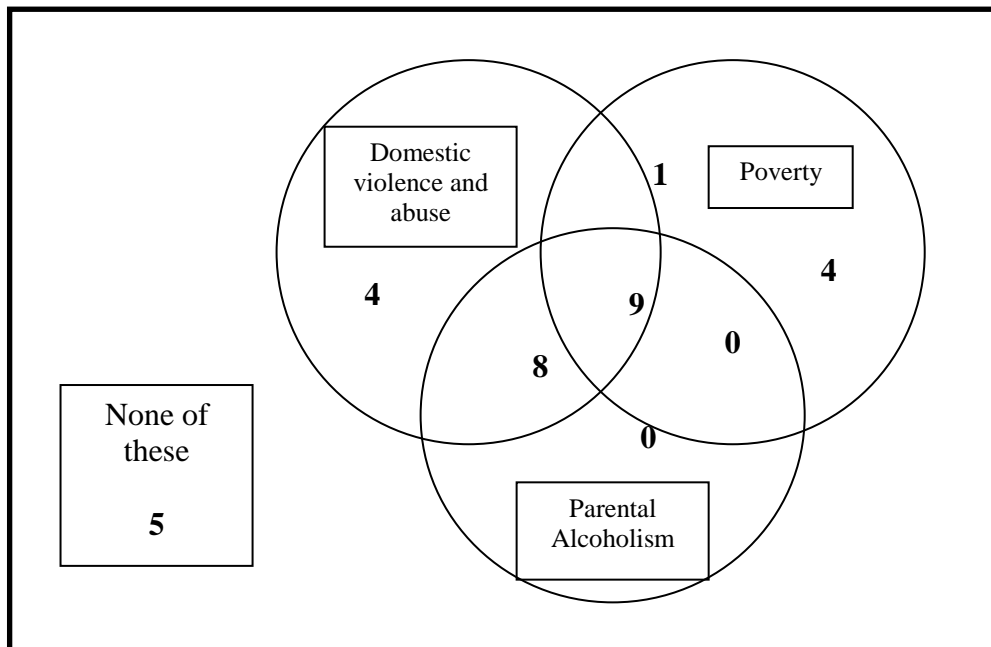 Domestic
violence and
abuse
1
Poverty
4
4
9
0
8
None of
these
5
0
Parental
Alcoholism